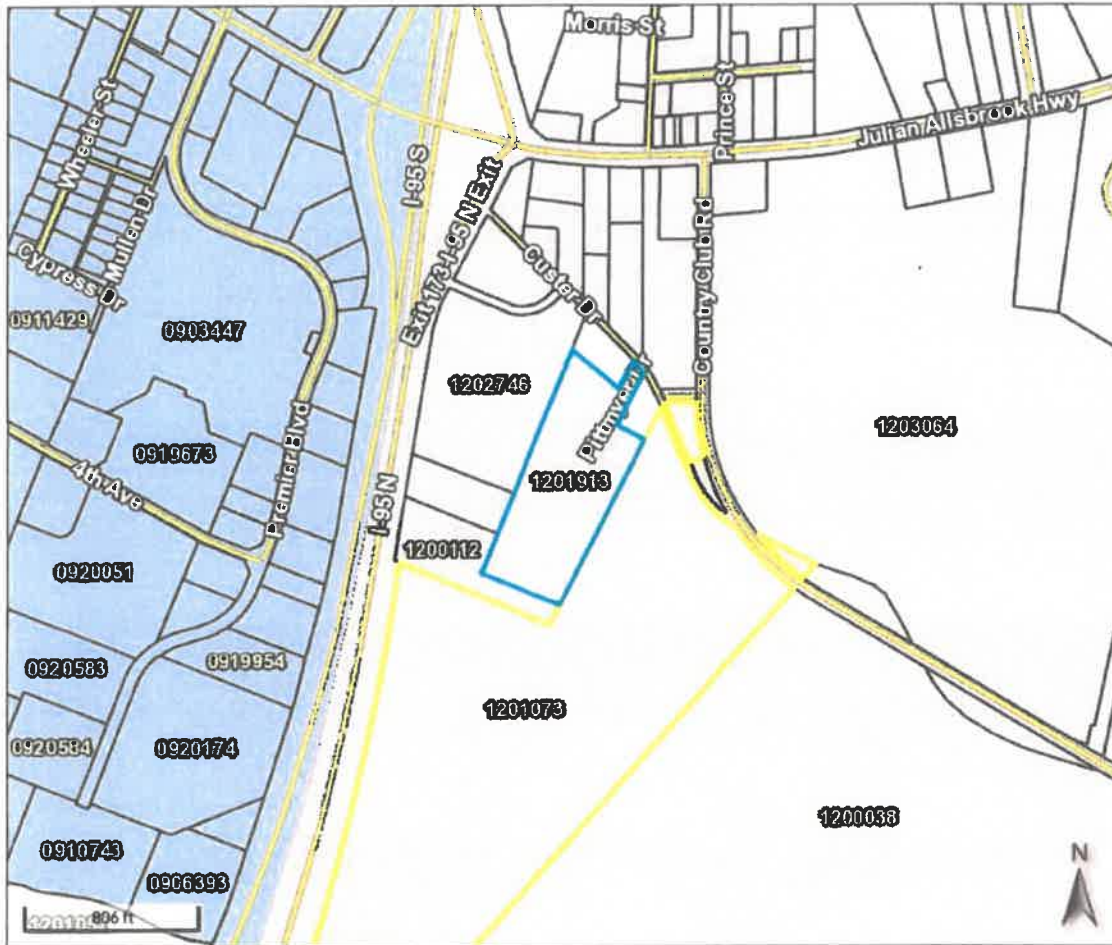 Morris St
Prince St
Julian Allsbrook Hwy
Wheeler St
I-95 S
Exit 173-I-95 N Exit
Mullen Dr
Cypress Dr
Custer Dr
Country Club Rd
0911429
0903447
1202746
1203064
0919673
Premier Blvd
4th Ave
1201913
I-95 N
1200112
0920051
0920583
0919954
1201073
0920584
0920174
1200038
0910743
0906393
N
806 ft